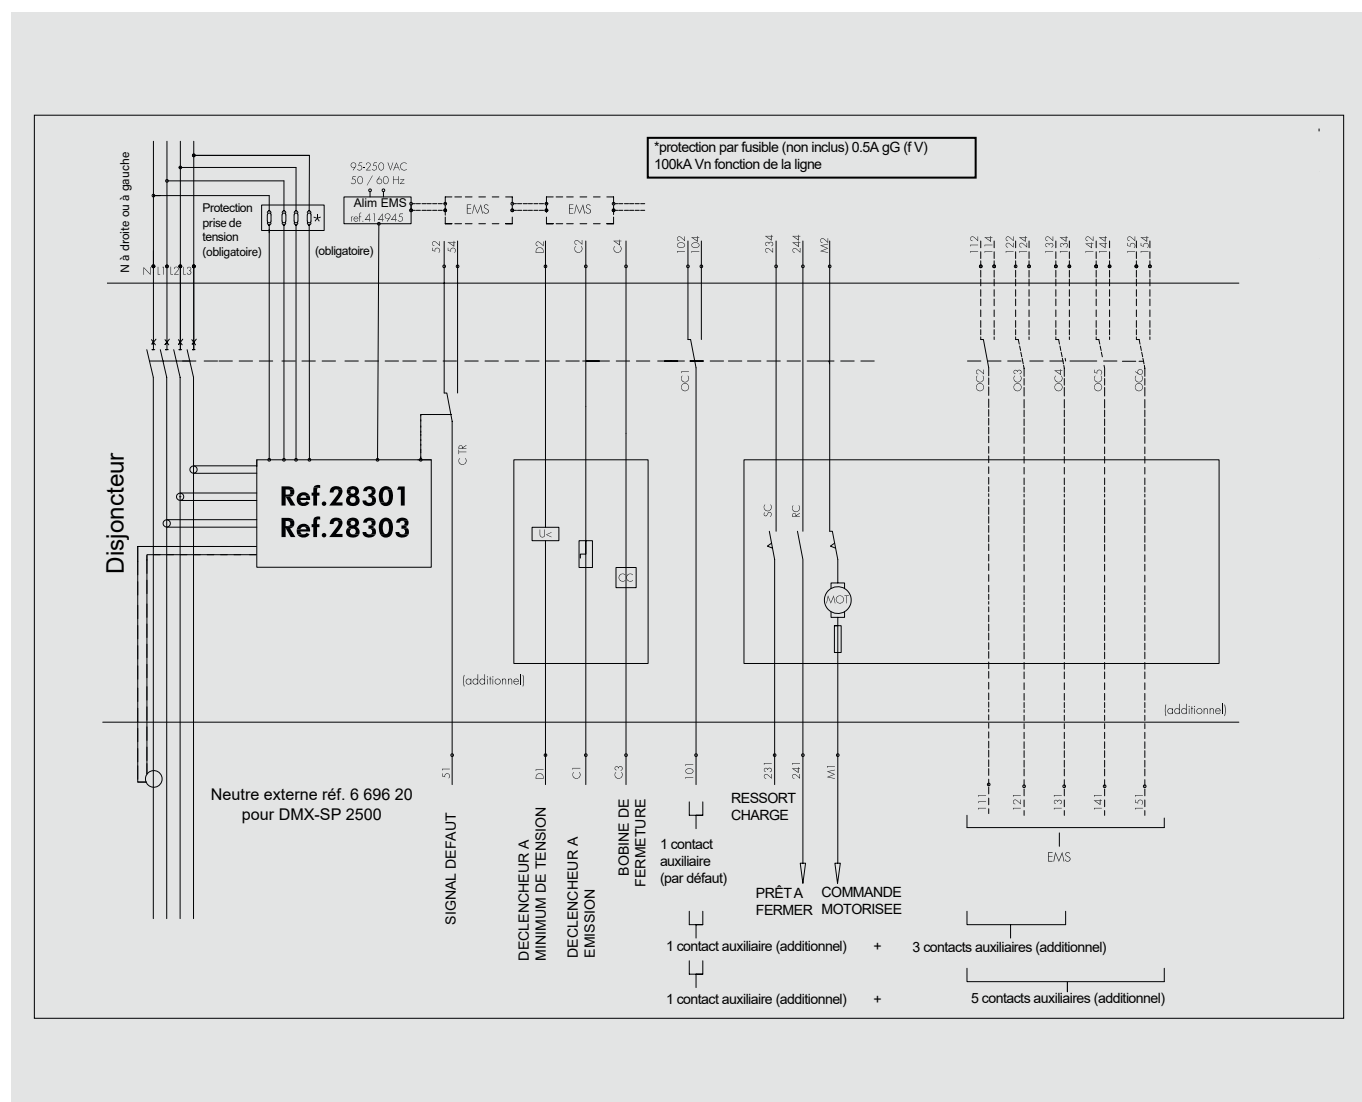 *protection par fusible (non inclus) 0.5A gG (f V)
100kA Vn fonction de la ligne
N à droite ou à gauche
95-250 VAC
50 / 60 Hz
Alim EMS
ref.414945
EMS
EMS
Protection
prise de
tension
(obligatoire)
*
(obligatoire)
N
L1
L2
L3
52
54
D2
C2
C4
102
104
234
244
M2
112
114
122
124
132
134
142
144
152
154
OC1
OC2
OC3
OC4
OC5
OC6
C TR
Disjoncteur
Ref.28301
Ref.28303
U<
CC
SC
RC
MOT
(additionnel)
(additionnel)
51
D1
C1
C3
101
231
241
M1
111
121
131
141
151
Neutre externe réf. 6 696 20
pour DMX-SP 2500
SIGNAL DEFAUT
DECLENCHEUR A
MINIMUM DE TENSION
DECLENCHEUR A
EMISSION
BOBINE DE
FERMETURE
1 contact
auxiliaire
(par défaut)
RESSORT
CHARGE
PRÊT A
FERMER
COMMANDE
MOTORISEE
EMS
1 contact auxiliaire (additionnel) + 3 contacts auxiliaires (additionnel)
1 contact auxiliaire (additionnel) + 5 contacts auxiliaires (additionnel)